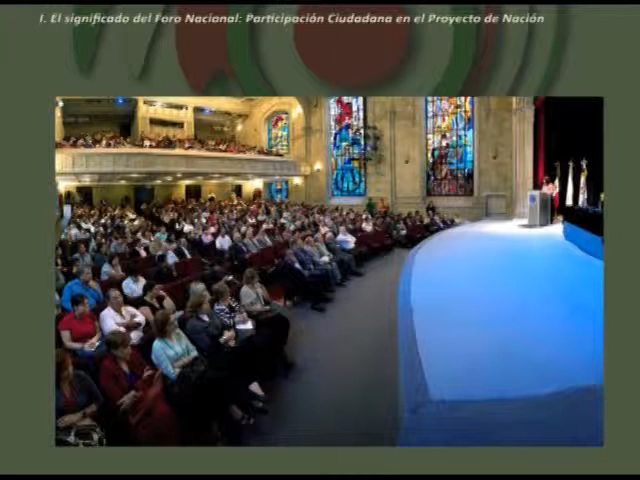 I. El significado del Foro Nacional: Participación Ciudadana en el Proyecto de Nación